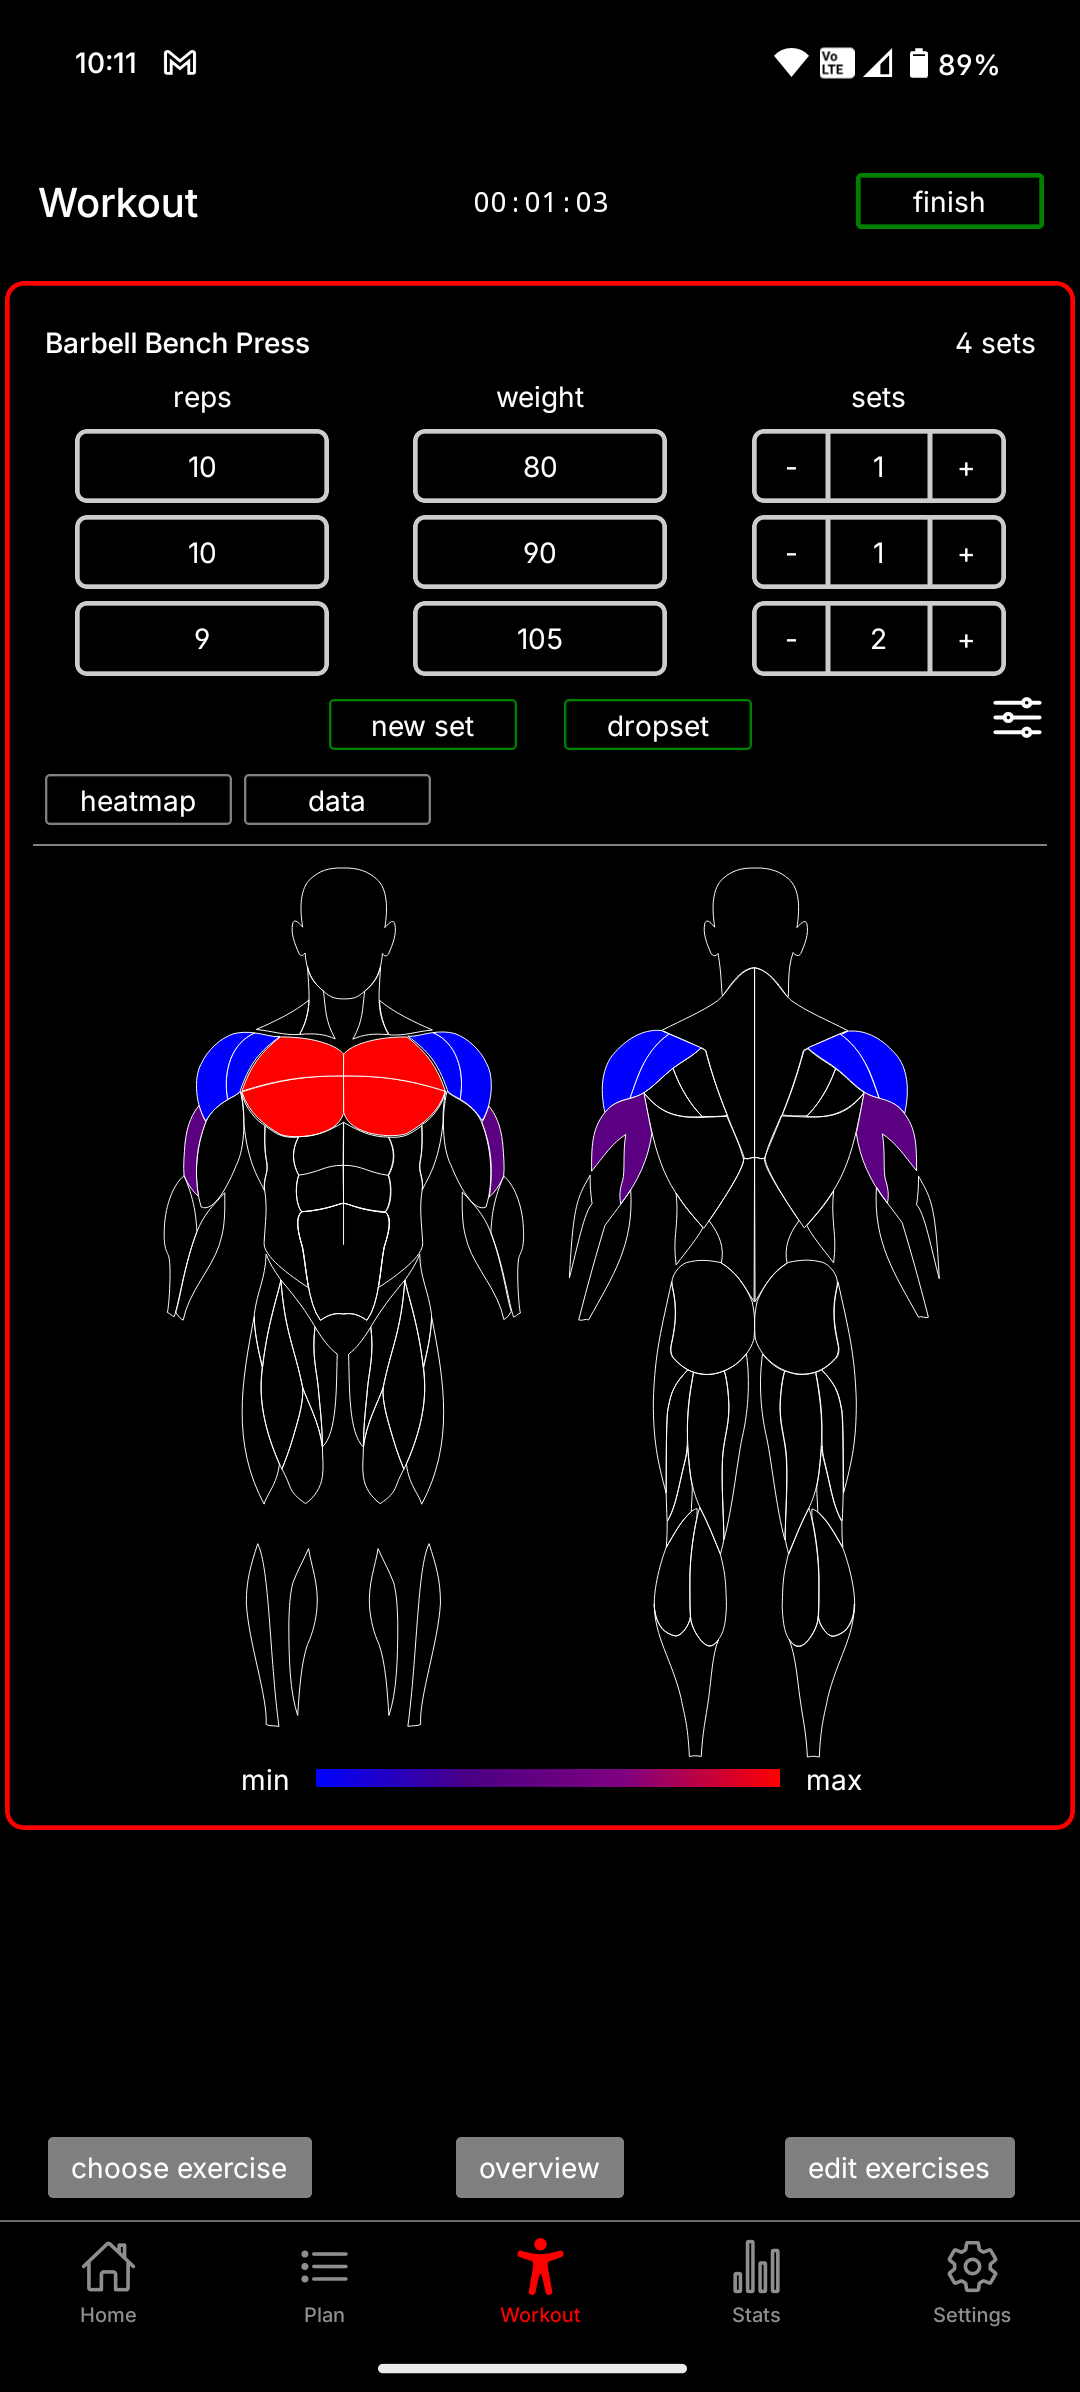 10:11 Vo LTE 89%
Workout 00:01:03 finish
Barbell Bench Press 4 sets
reps weight sets
10 80 - 1 +
10 90 - 1 +
9 105 - 2 +
new set dropset
heatmap data
min max
choose exercise overview edit exercises
Home Plan Workout Stats Settings